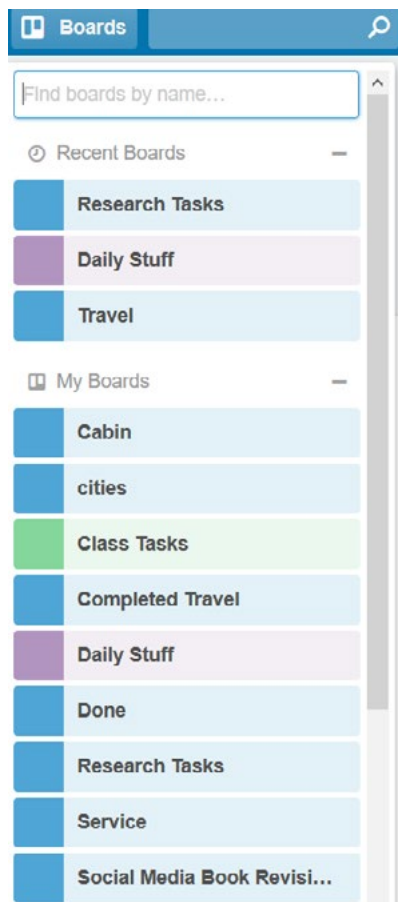 Boards
Find boards by name...
Recent Boards
Research Tasks
Daily Stuff
Travel
My Boards
Cabin
cities
Class Tasks
Completed Travel
Daily Stuff
Done
Research Tasks
Service
Social Media Book Revisi...